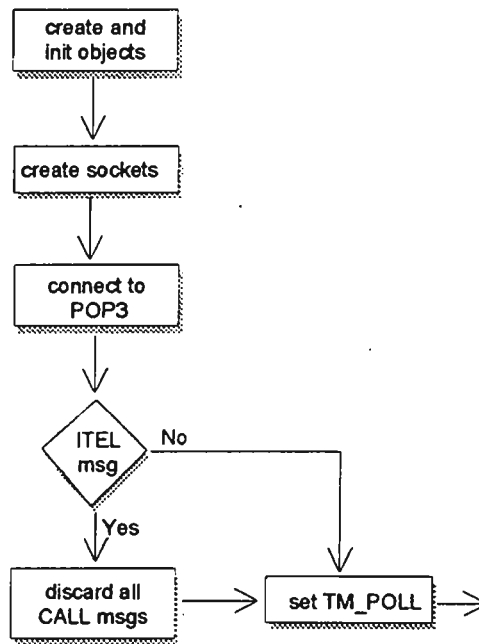 create and
init objects
create sockets
connect to
POP3
ITEL
msg
No
Yes
discard all
CALL msgs
set TM_POLL